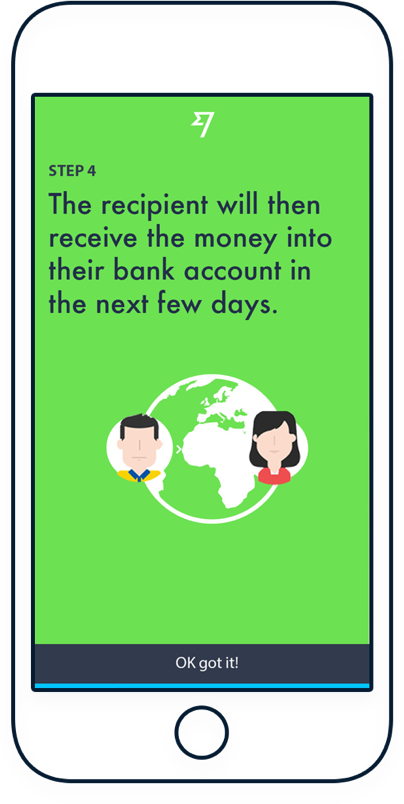 STEP 4
The recipient will then
receive the money into
their bank account in
the next few days.
OK got it!